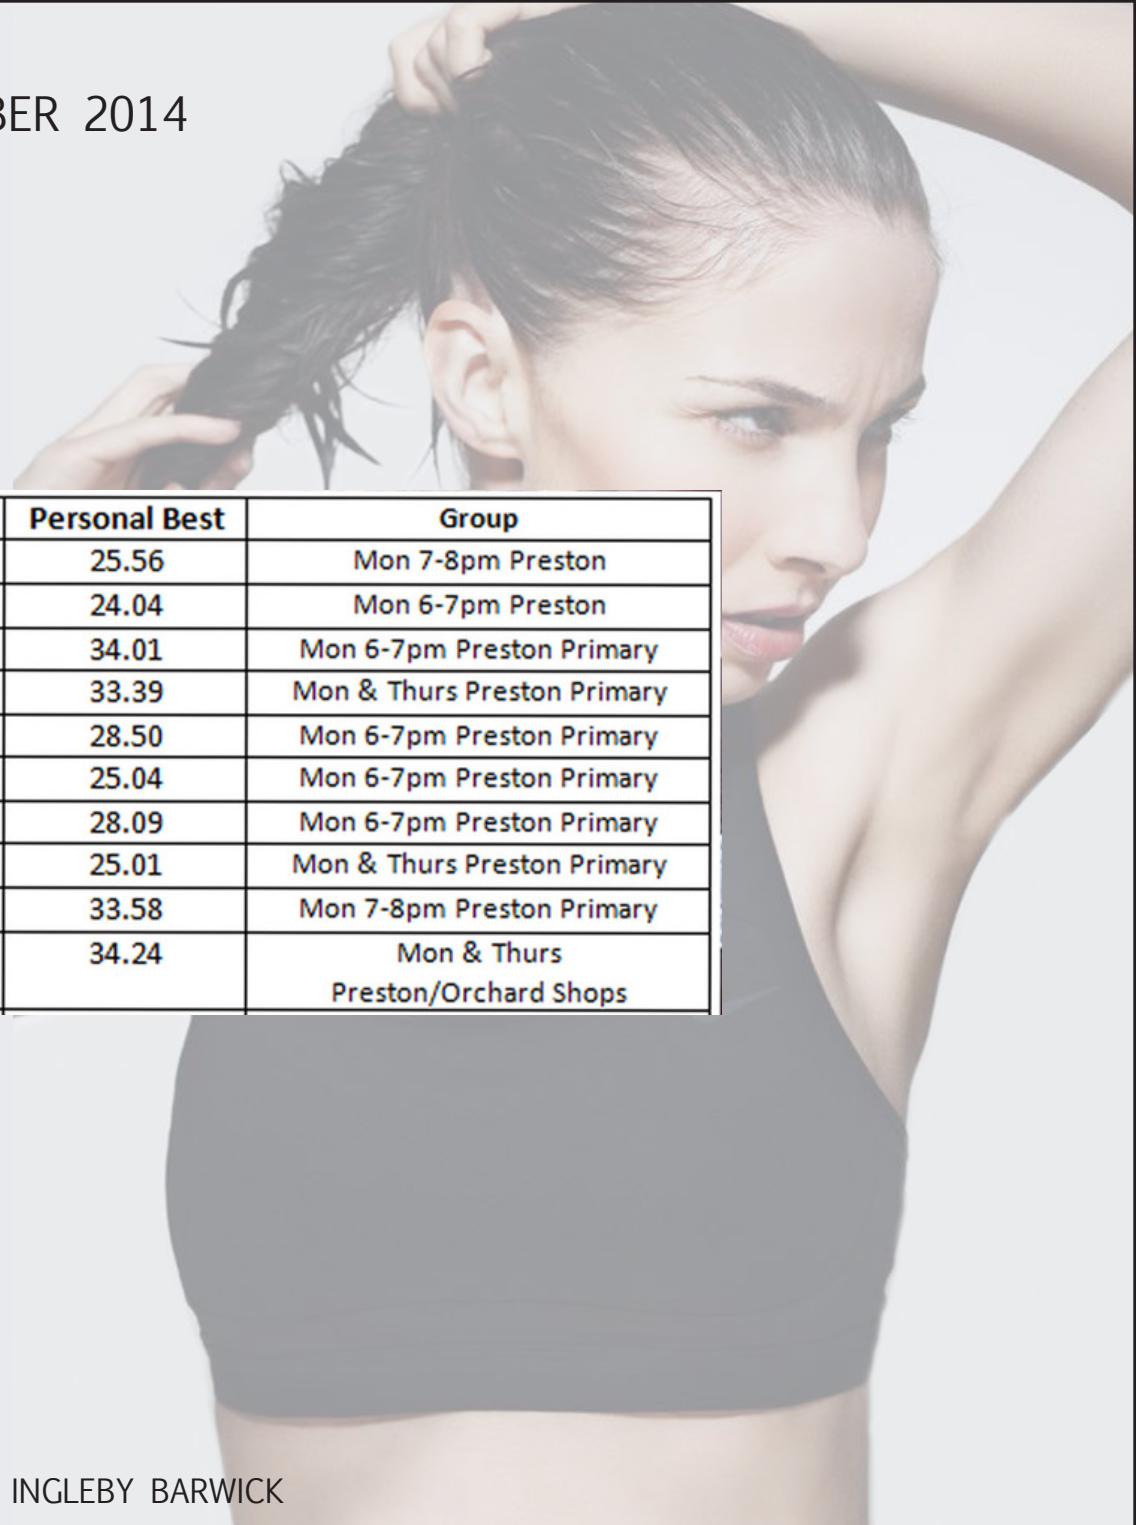 BER 2014
Personal Best Group
25.56 Mon 7-8pm Preston
24.04 Mon 6-7pm Preston
34.01 Mon 6-7pm Preston Primary
33.39 Mon & Thurs Preston Primary
28.50 Mon 6-7pm Preston Primary
25.04 Mon 6-7pm Preston Primary
28.09 Mon 6-7pm Preston Primary
25.01 Mon & Thurs Preston Primary
33.58 Mon 7-8pm Preston Primary
34.24 Mon & Thurs
Preston/Orchard Shops
INGLEBY BARWICK